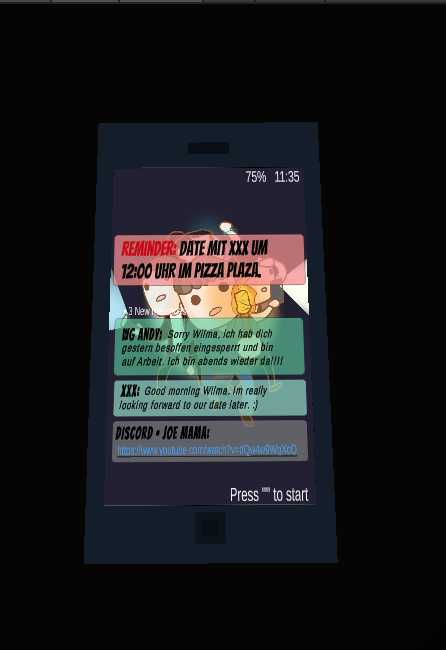 75% 11:35
REMINDER: DATE MIT XXX UM
12:00 UHR IM PIZZA PLAZA.
3 New
WG ANDY: Sorry Wilma, ich hab dich
gestern besoffen eingesperrt und bin
auf Arbeit. Ich bin abends wieder da!!!!
XXX: Good morning Wilma. Im really
looking forward to our date later. :)
DISCORD • JOE MAMA:
https://www.youtube.com/watch?v=dQw4w9WgXcQ
Press "" to start